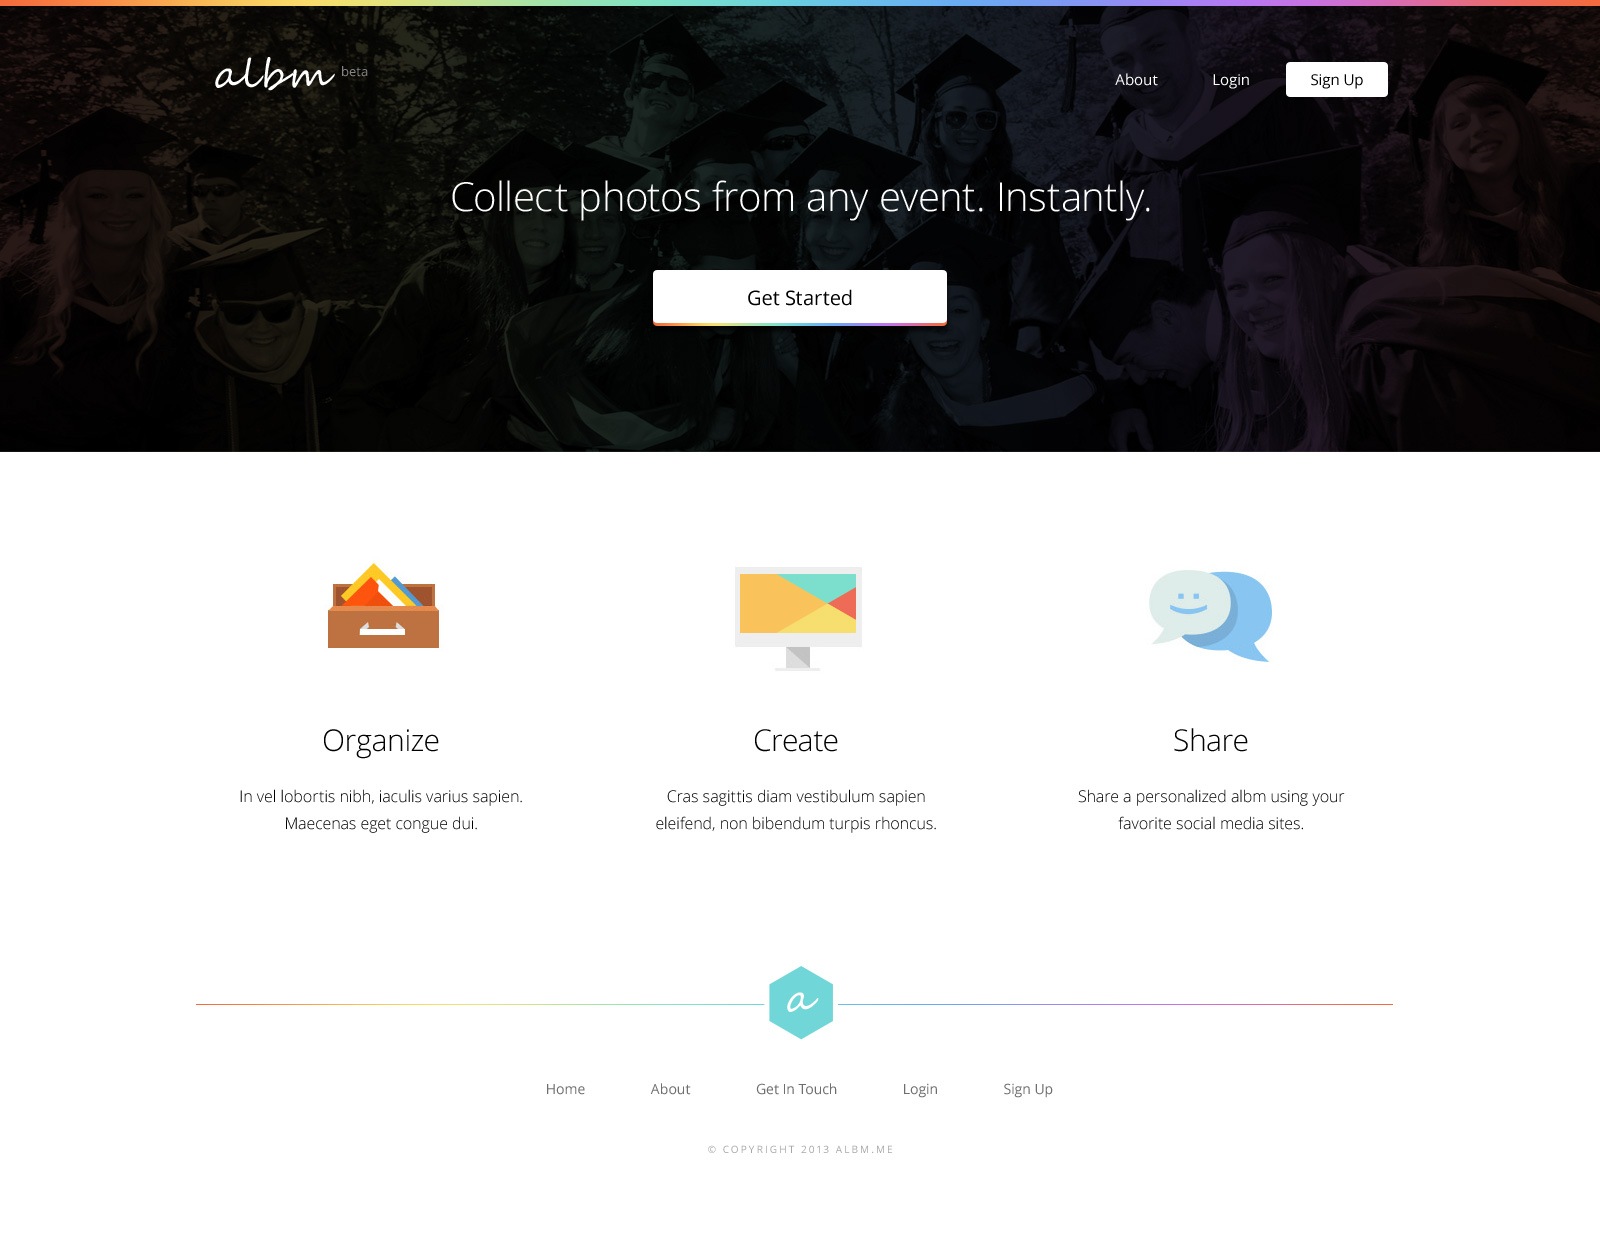 albm beta
About Login Sign Up
Collect photos from any event. Instantly.
Get Started
Organize
In vel lobortis nibh, iaculis varius sapien.
Maecenas eget congue dui.
Create
Cras sagittis diam vestibulum sapien
eleifend, non bibendum turpis rhoncus.
Share
Share a personalized albm using your
favorite social media sites.
a
Home About Get In Touch Login Sign Up
© COPYRIGHT 2013 ALBM.ME